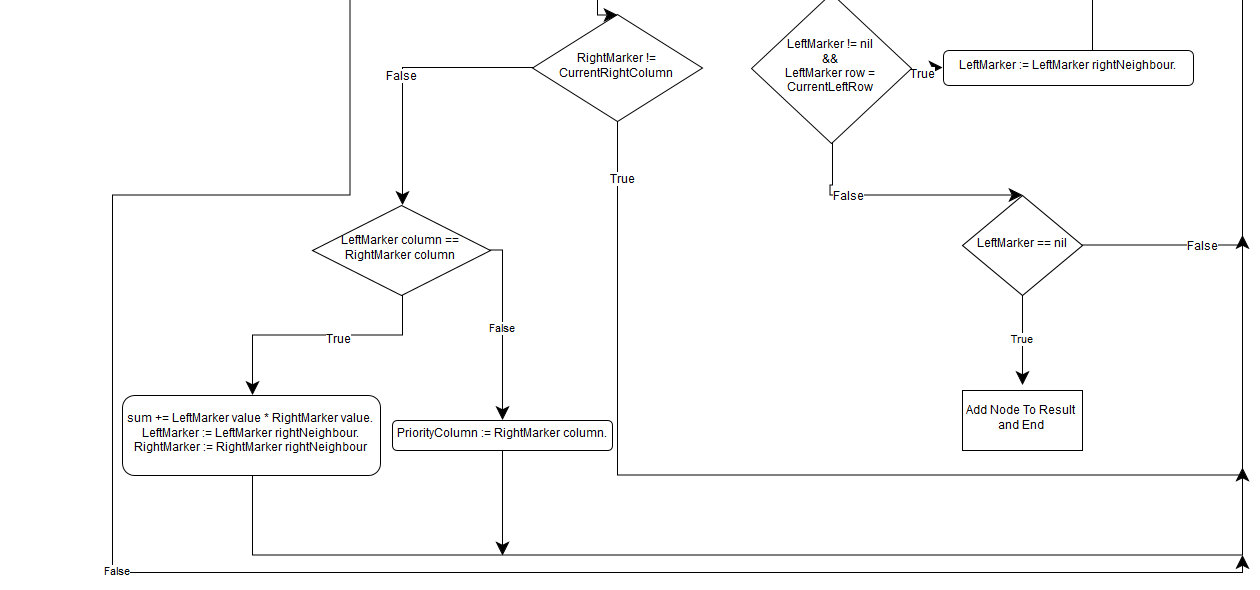 LeftMarker != nil
&&
LeftMarker row =
CurrentLeftRow
RightMarker !=
CurrentRightColumn
LeftMarker := LeftMarker rightNeighbour.
True
False
True
False
LeftMarker column ==
RightMarker column
LeftMarker == nil
False
False
True
True
Add Node To Result
and End
sum += LeftMarker value * RightMarker value.
LeftMarker := LeftMarker rightNeighbour.
RightMarker := RightMarker rightNeighbour
PriorityColumn := RightMarker column.
False